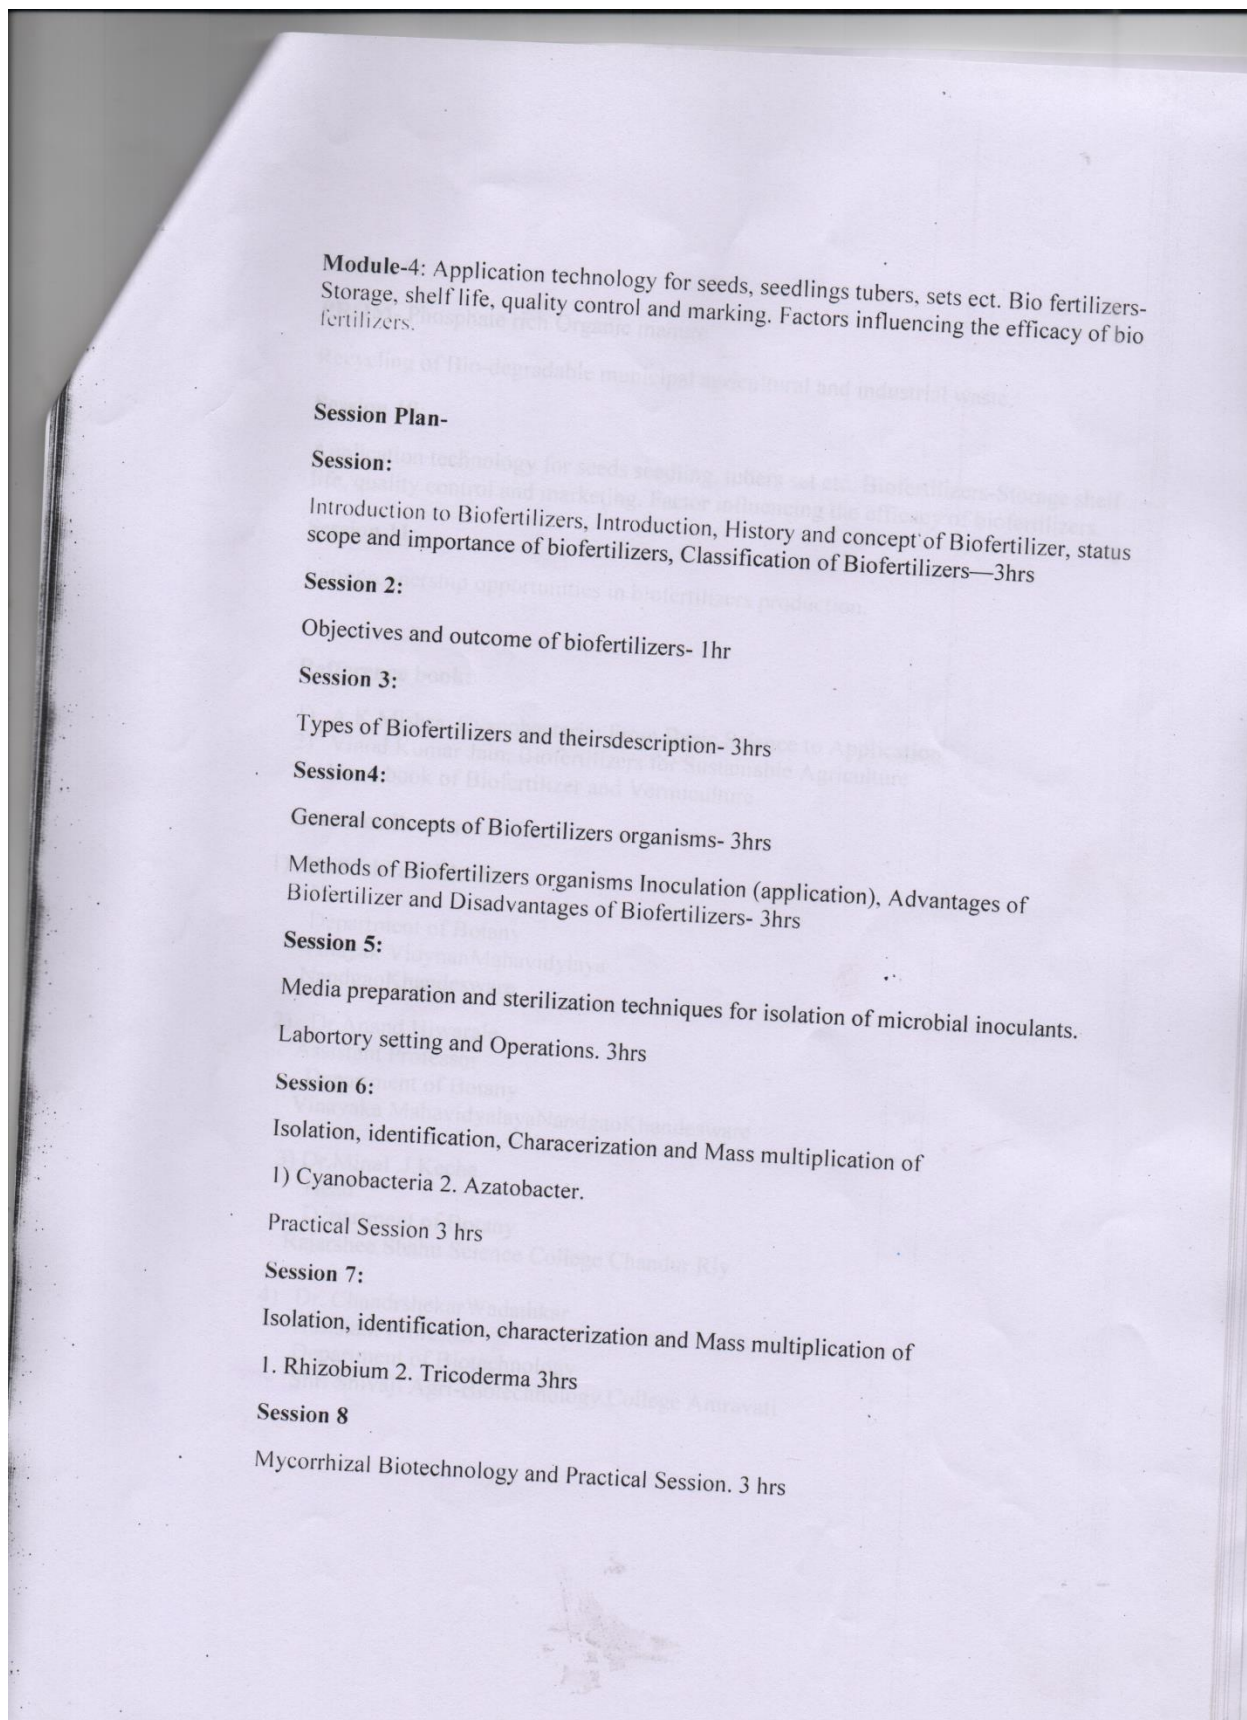 Module-4: Application technology for seeds, seedlings tubers, sets ect. Bio fertilizers-
Storage, shelf life, quality control and marking. Factors influencing the efficacy of bio
fertilizers.
Session Plan-
Session:
Introduction to Biofertilizers, Introduction, History and concept of Biofertilizer, status
scope and importance of biofertilizers, Classification of Biofertilizers—3hrs
Session 2:
Objectives and outcome of biofertilizers- 1hr
Session 3:
Types of Biofertilizers and theirsdescription- 3hrs
Session4:
General concepts of Biofertilizers organisms- 3hrs
Methods of Biofertilizers organisms Inoculation (application), Advantages of
Biofertilizer and Disadvantages of Biofertilizers- 3hrs
Session 5:
Media preparation and sterilization techniques for isolation of microbial inoculants.
Labortory setting and Operations. 3hrs
Session 6:
Isolation, identification, Characerization and Mass multiplication of
1) Cyanobacteria 2. Azatobacter.
Practical Session 3 hrs
Session 7:
Isolation, identification, characterization and Mass multiplication of
1. Rhizobium 2. Tricoderma 3hrs
Session 8
Mycorrhizal Biotechnology and Practical Session. 3 hrs